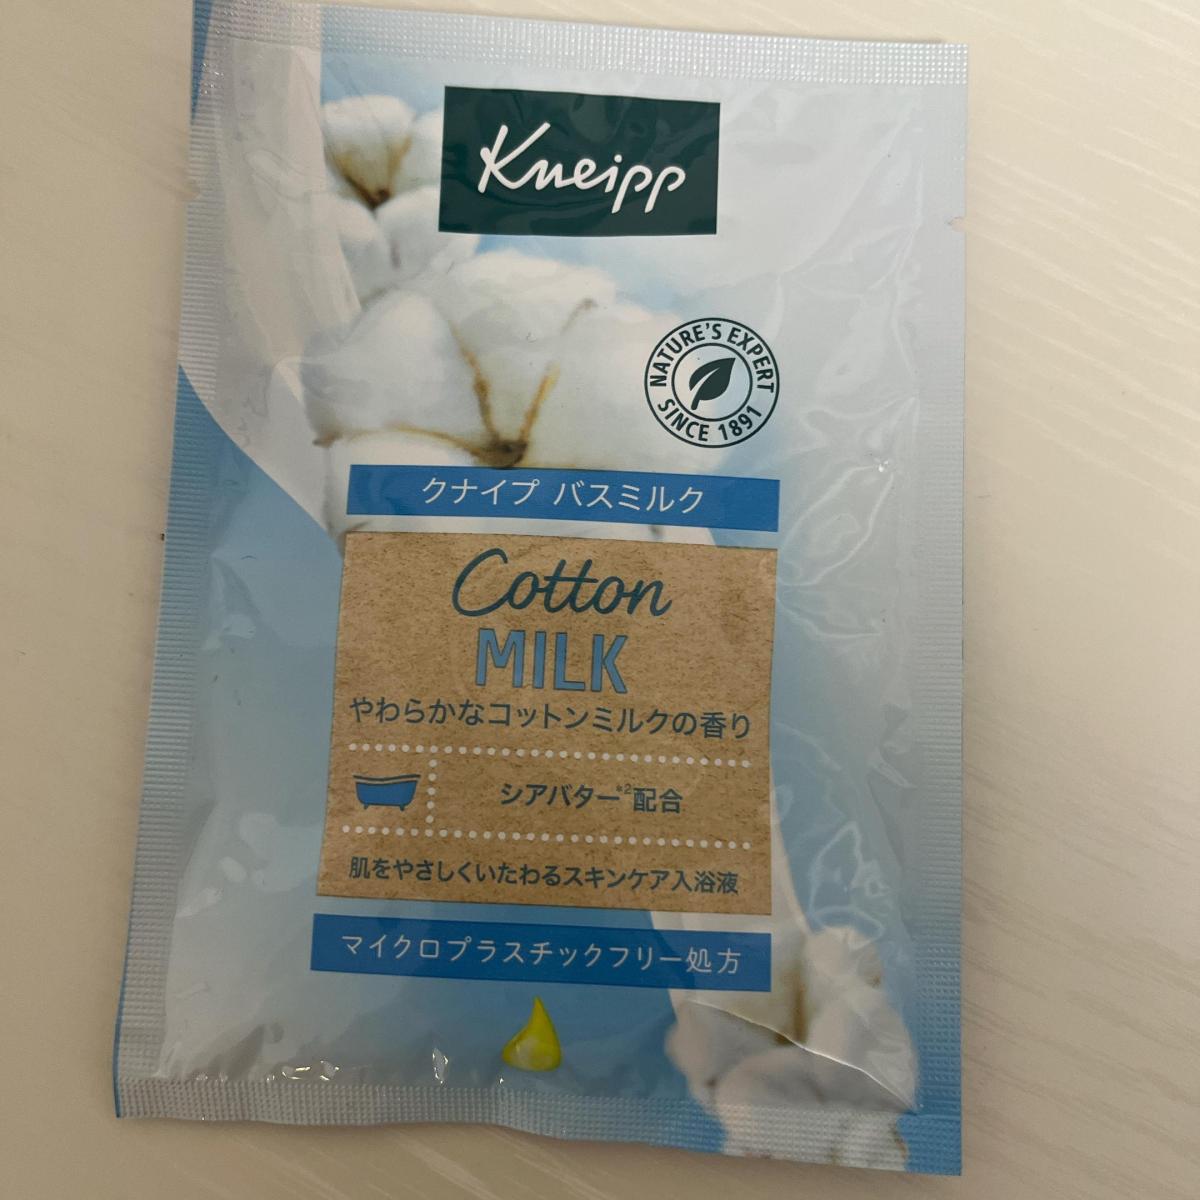 Kneipp
NATURE'S EXPERT
SINCE 1891
クナイプ バスミルク
Cotton
MILK
やわらかなコットンミルクの香り
シアバター*2配合
肌をやさしくいたわるスキンケア入浴液
マイクロプラスチックフリー処方